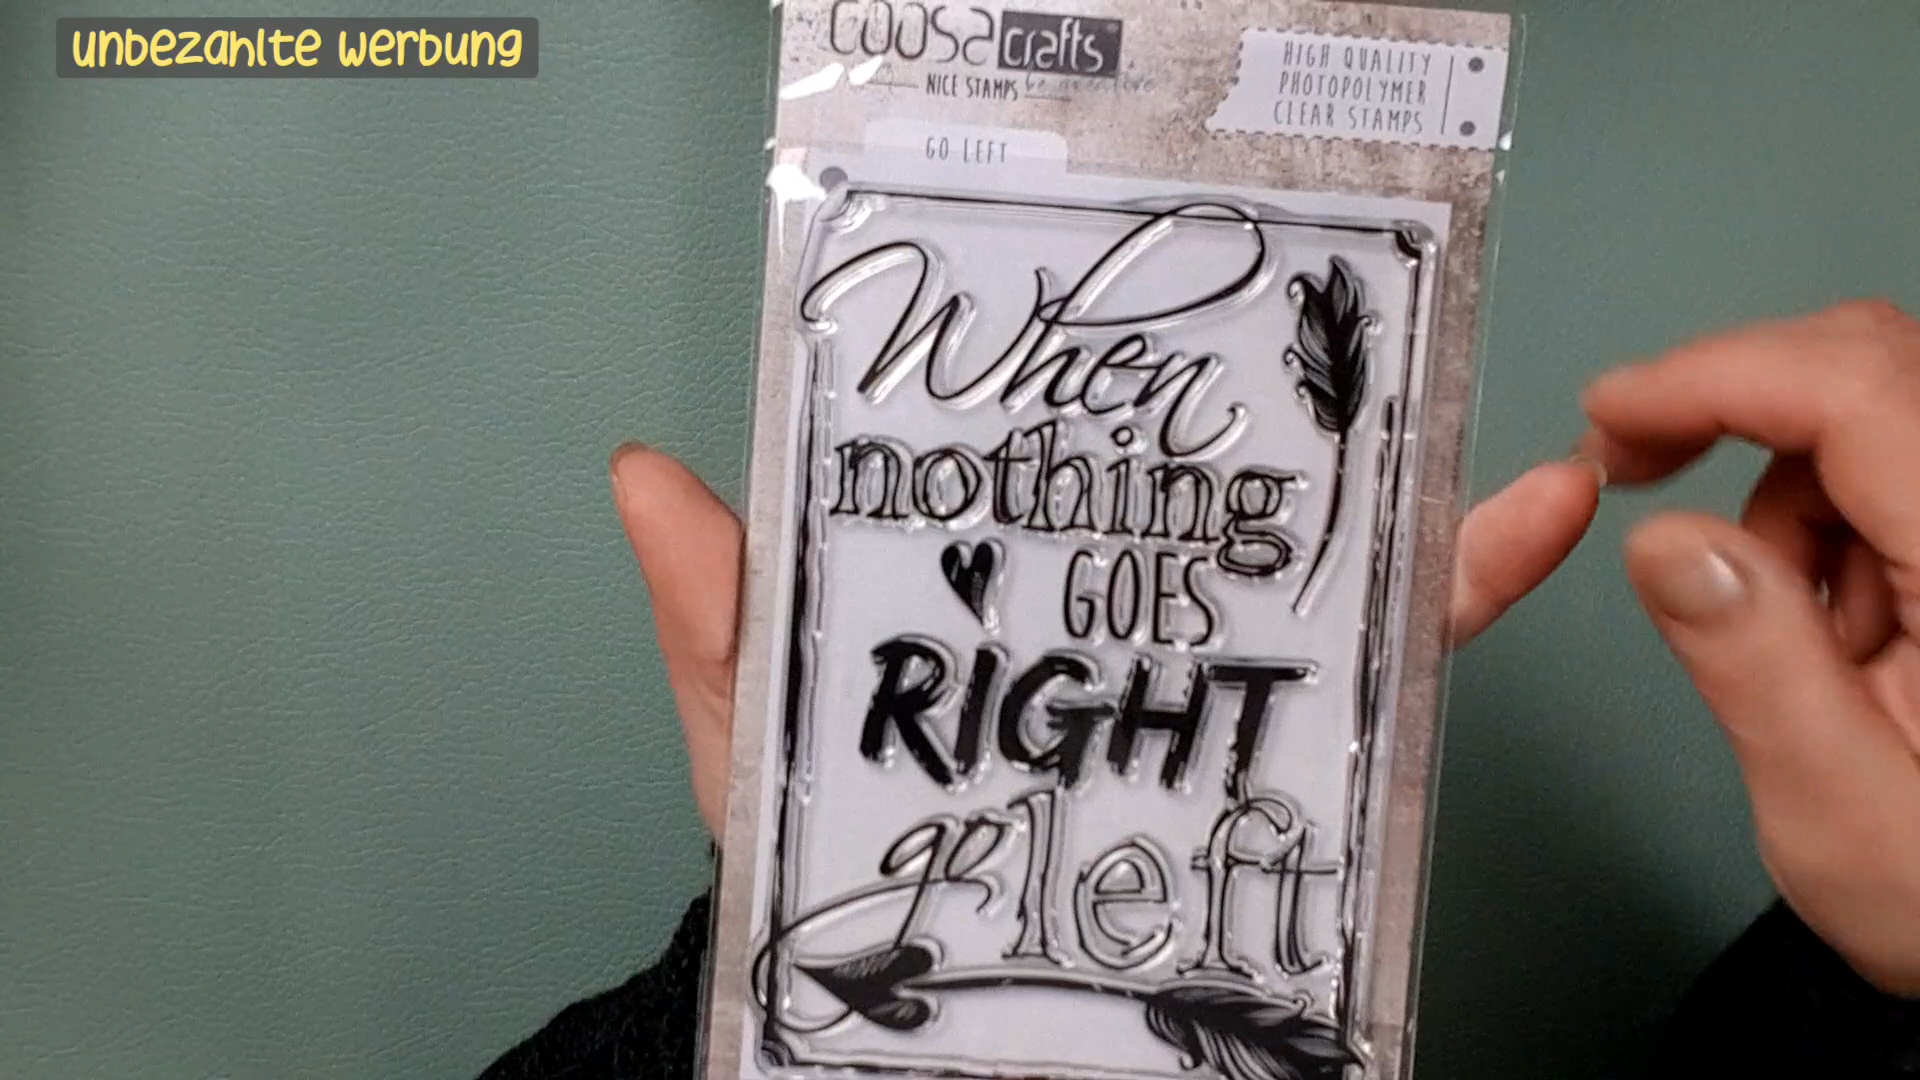 unbezahlte werbung
COOSA crafts
NICE STAMPS
HIGH QUALITY
PHOTOPOLYMER
CLEAR STAMPS
GO LEFT
When
nothing
GOES
RIGHT
go left